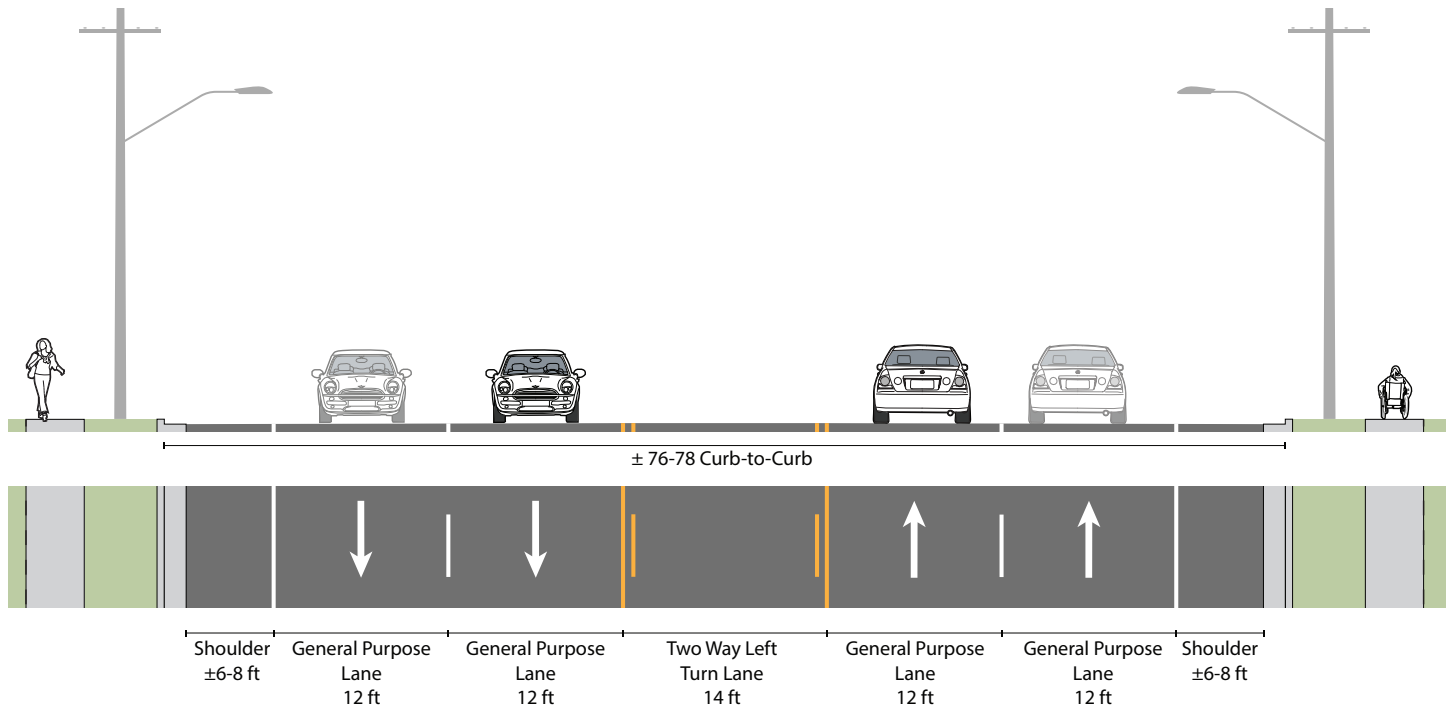 ± 76-78 Curb-to-Curb
Shoulder
±6-8 ft
General Purpose
Lane
12 ft
General Purpose
Lane
12 ft
Two Way Left
Turn Lane
14 ft
General Purpose
Lane
12 ft
General Purpose
Lane
12 ft
Shoulder
±6-8 ft